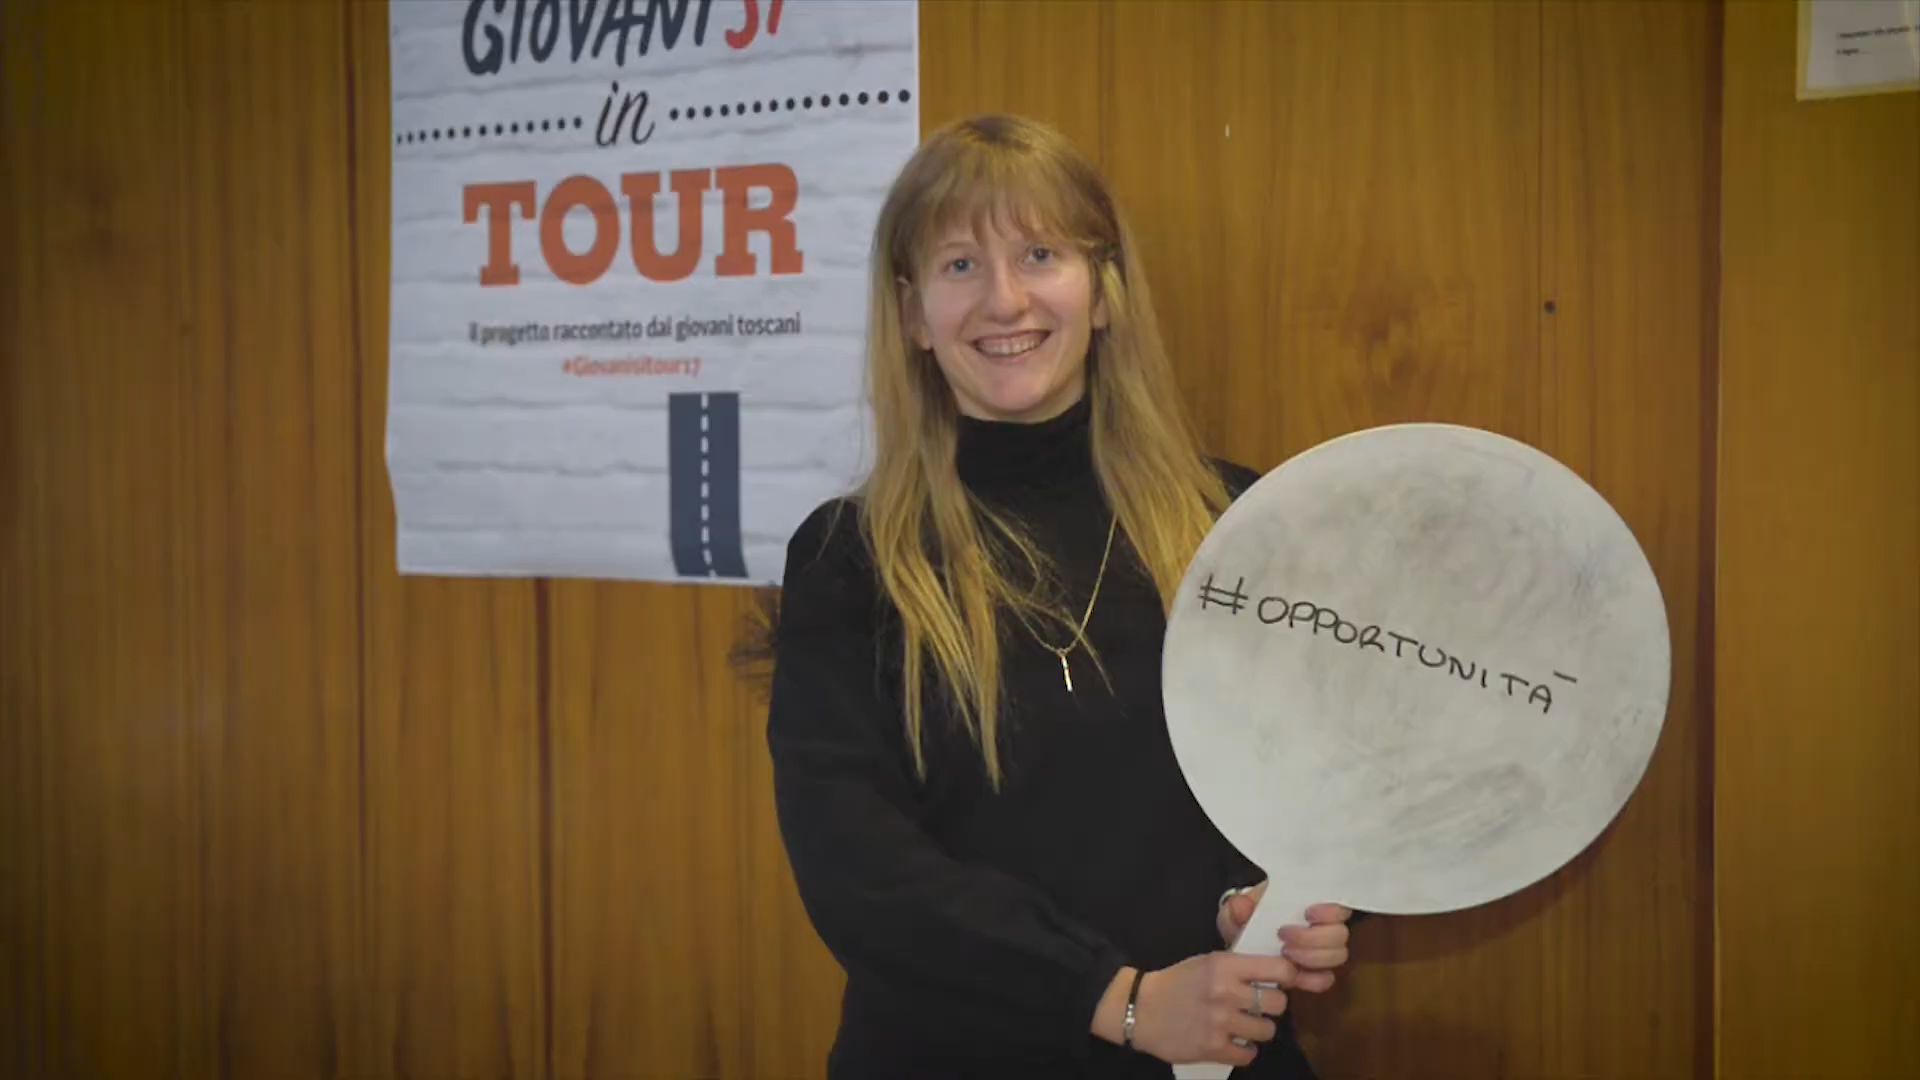 GIOVANISÌ
in
TOUR
il progetto raccontato dai giovani toscani
#Giovanisitour17
#OPPORTUNITÀ